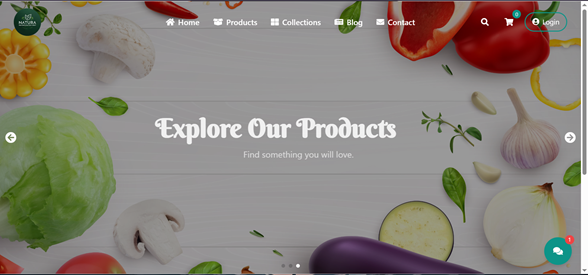 NATURA
Home
Products
Collections
Blog
Contact
0
Login
Explore Our Products
Find something you will love.
1